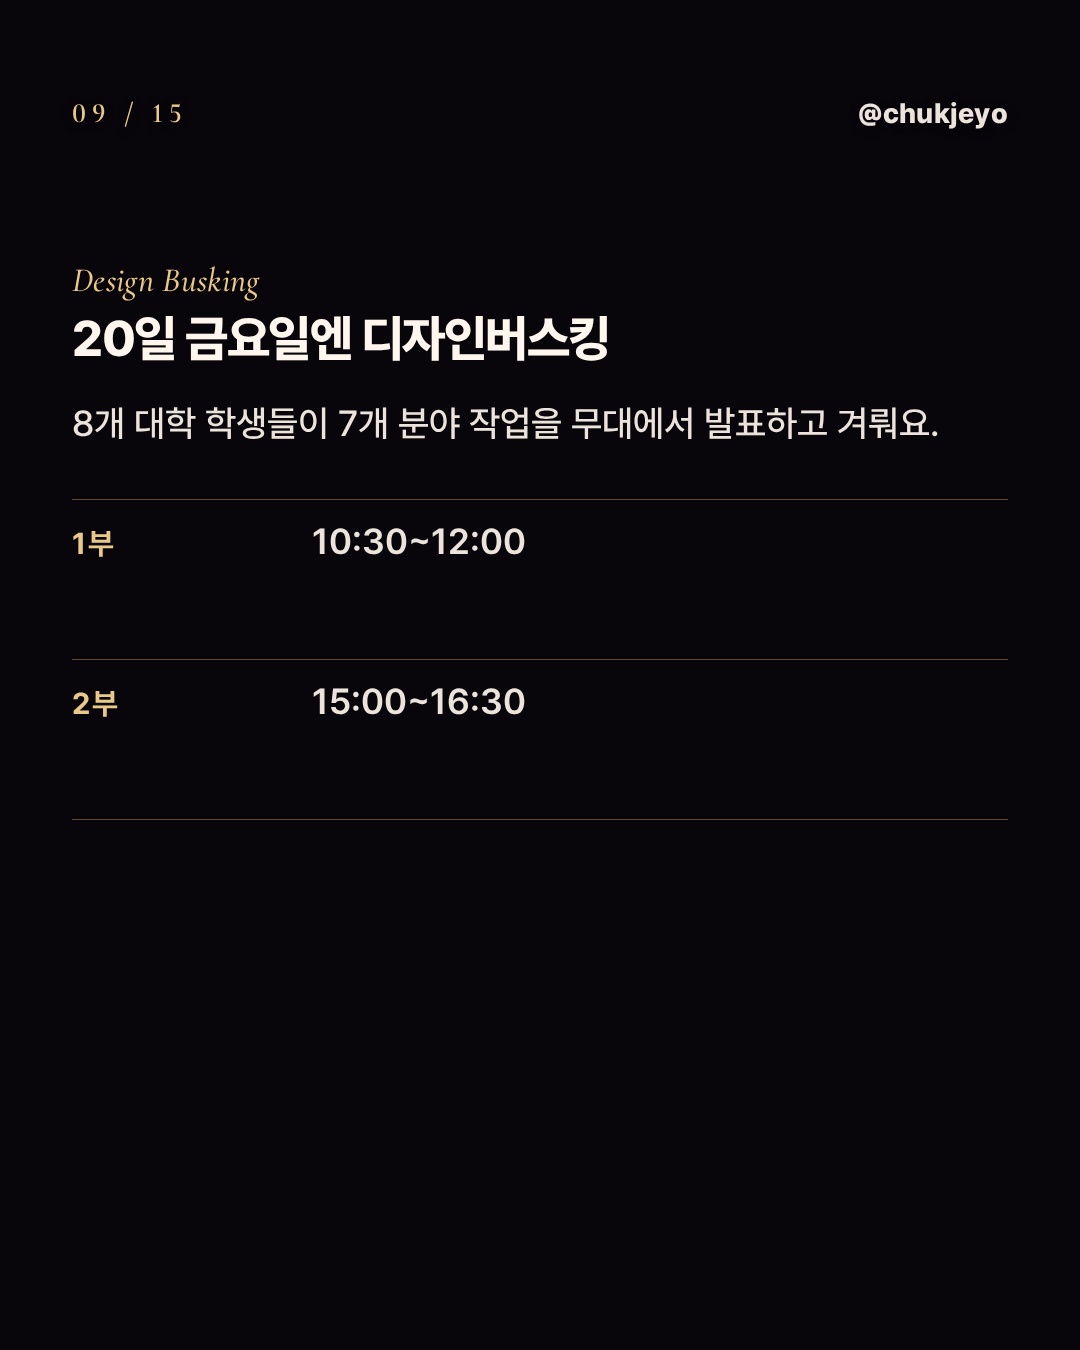 09 / 15
@chukjeyo
Design Busking
20일 금요일엔 디자인버스킹
8개 대학 학생들이 7개 분야 작업을 무대에서 발표하고 겨뤄요.
1부
10:30~12:00
2부
15:00~16:30